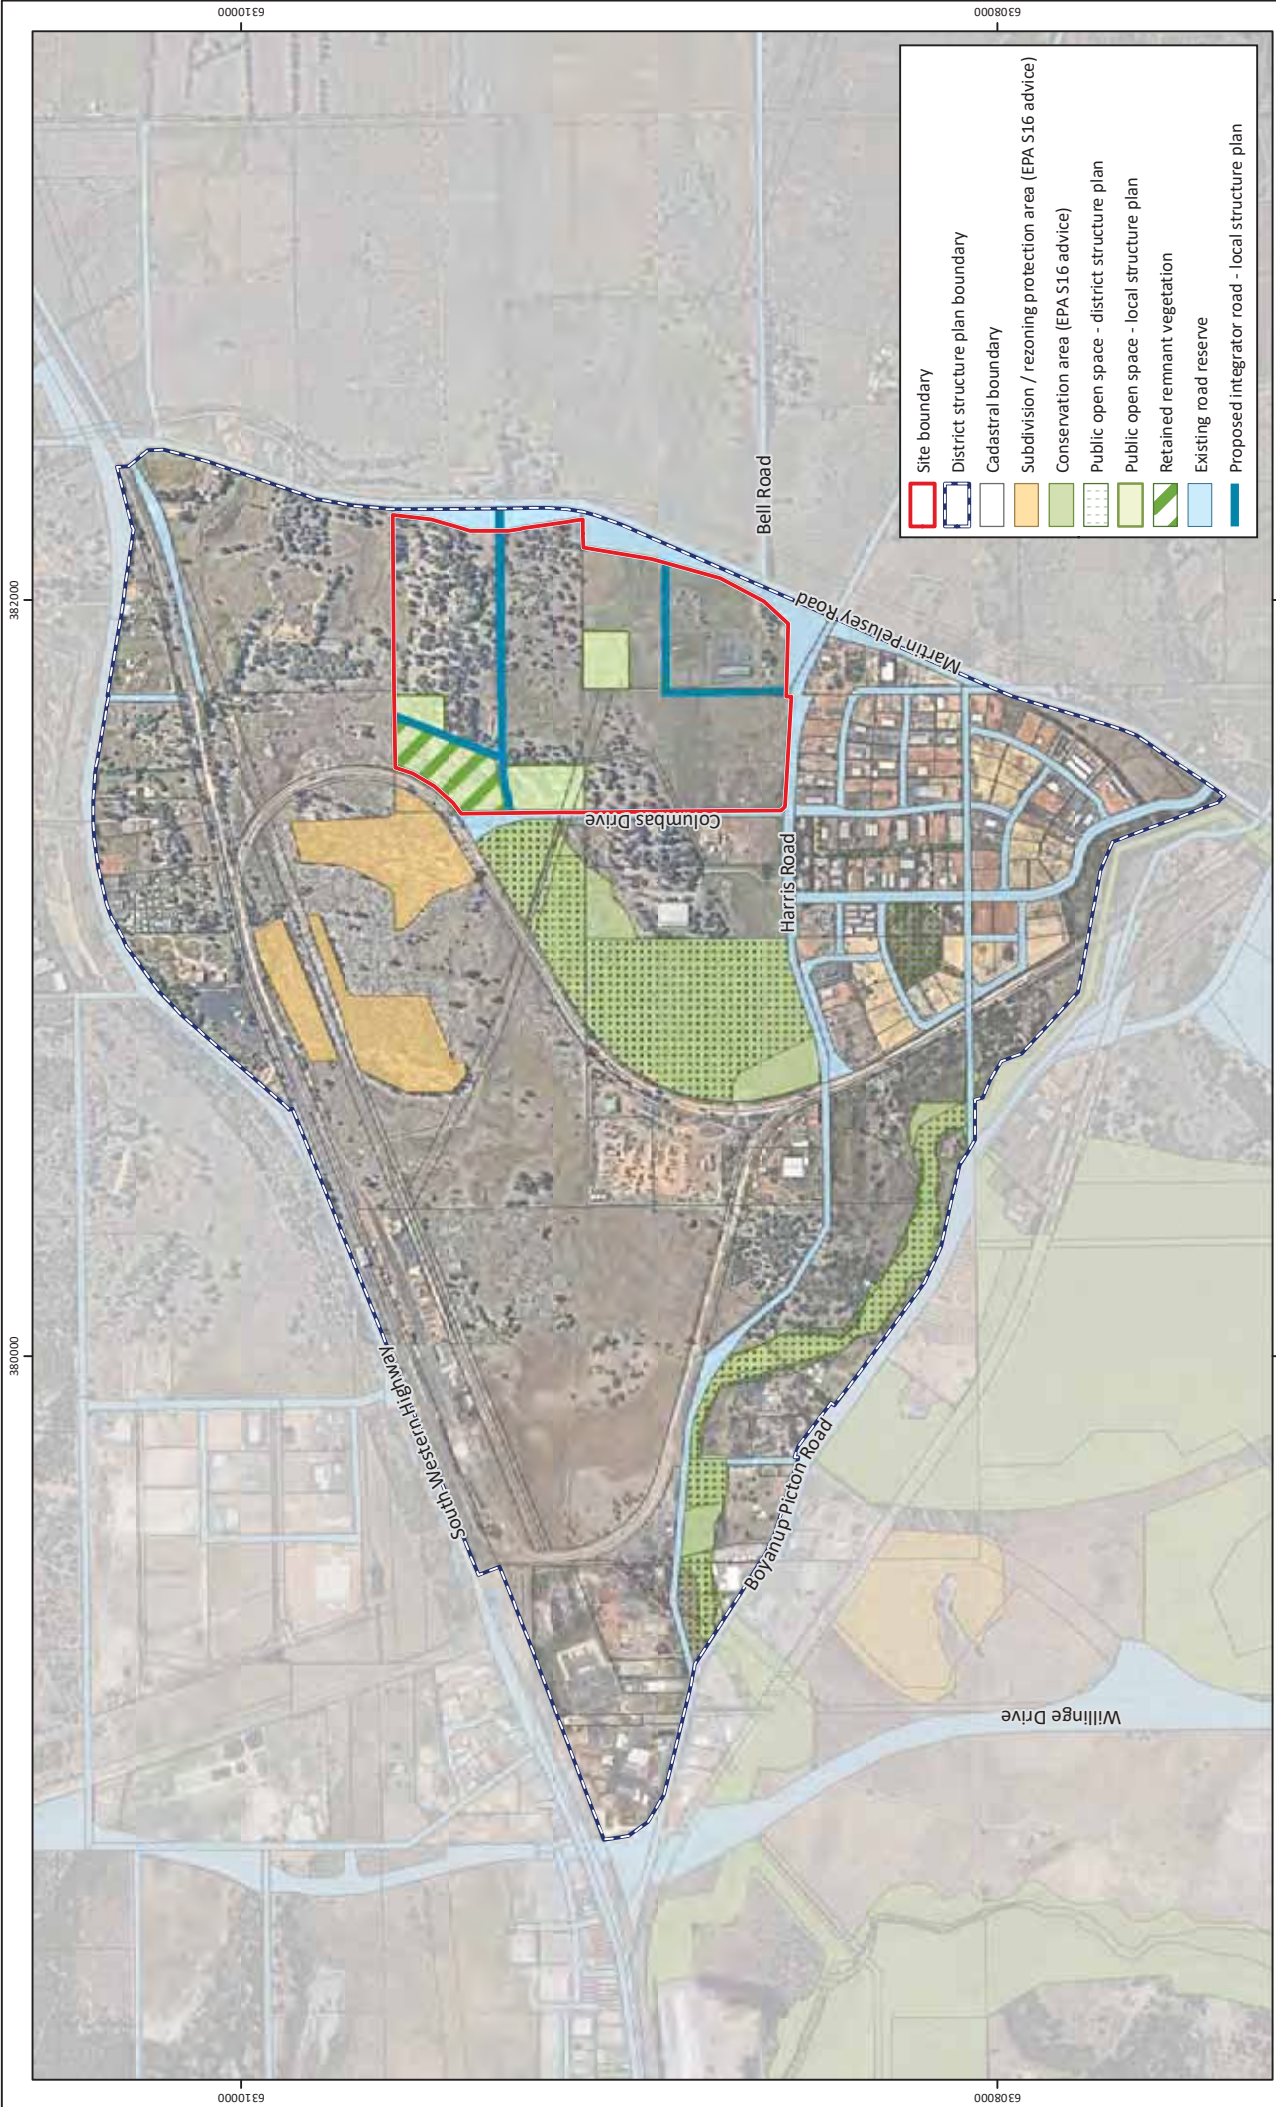 382000
380000
6310000
6308000
6310000
6308000
South Western Highway
Boyanup Picton Road
Willinge Drive
Harris Road
Columbas Drive
Martin Pelusey Road
Bell Road
Site boundary
District structure plan boundary
Cadastral boundary
Subdivision / rezoning protection area (EPA S16 advice)
Conservation area (EPA S16 advice)
Public open space - district structure plan
Public open space - local structure plan
Retained remnant vegetation
Existing road reserve
Proposed integrator road - local structure plan